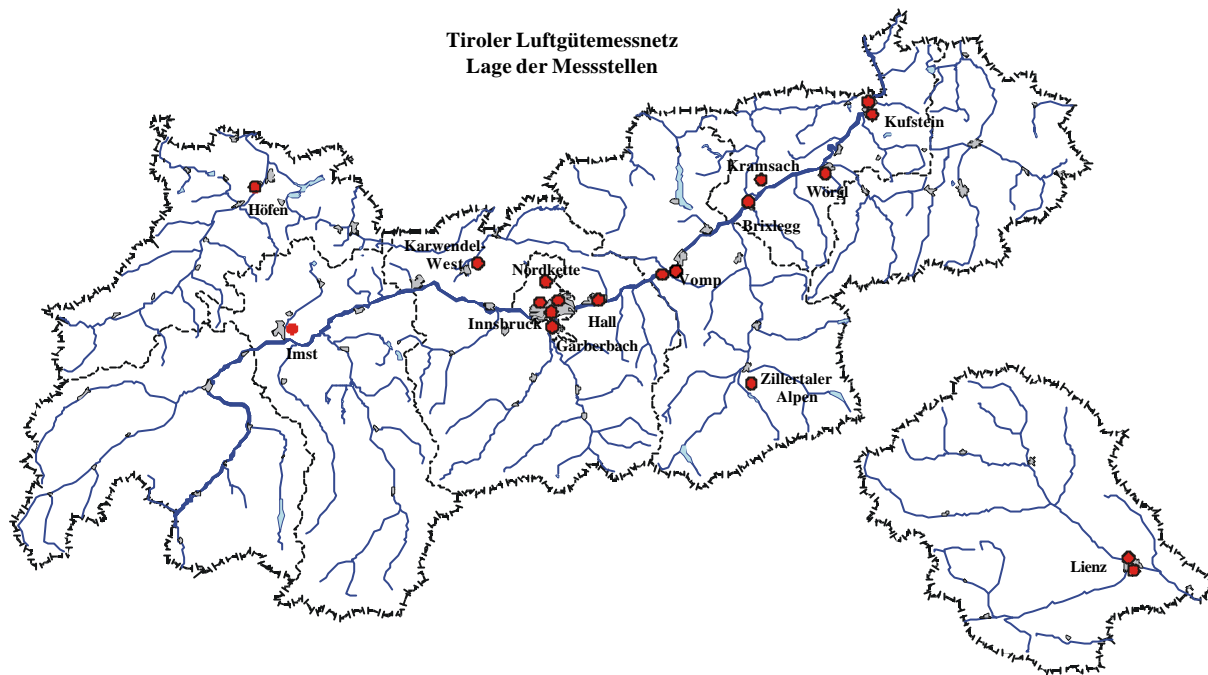 Tiroler Luftgütemessnetz
Lage der Messstellen
Kufstein
Kramsach
Wörgl
Höfen
Brixlegg
Karwendel-
West
Nordkette
Vomp
Innsbruck
Hall
Gärberbach
Imst
Zillertaler
Alpen
Lienz